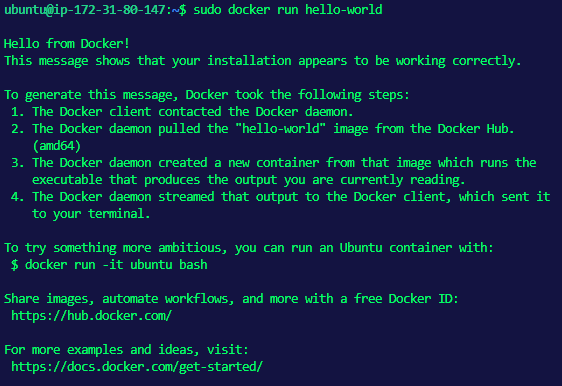 ubuntu@ip-172-31-80-147:~$ sudo docker run hello-world

Hello from Docker!
This message shows that your installation appears to be working correctly.

To generate this message, Docker took the following steps:
 1. The Docker client contacted the Docker daemon.
 2. The Docker daemon pulled the "hello-world" image from the Docker Hub.
    (amd64)
 3. The Docker daemon created a new container from that image which runs the
    executable that produces the output you are currently reading.
 4. The Docker daemon streamed that output to the Docker client, which sent it
    to your terminal.

To try something more ambitious, you can run an Ubuntu container with:
 $ docker run -it ubuntu bash

Share images, automate workflows, and more with a free Docker ID:
 https://hub.docker.com/

For more examples and ideas, visit:
 https://docs.docker.com/get-started/